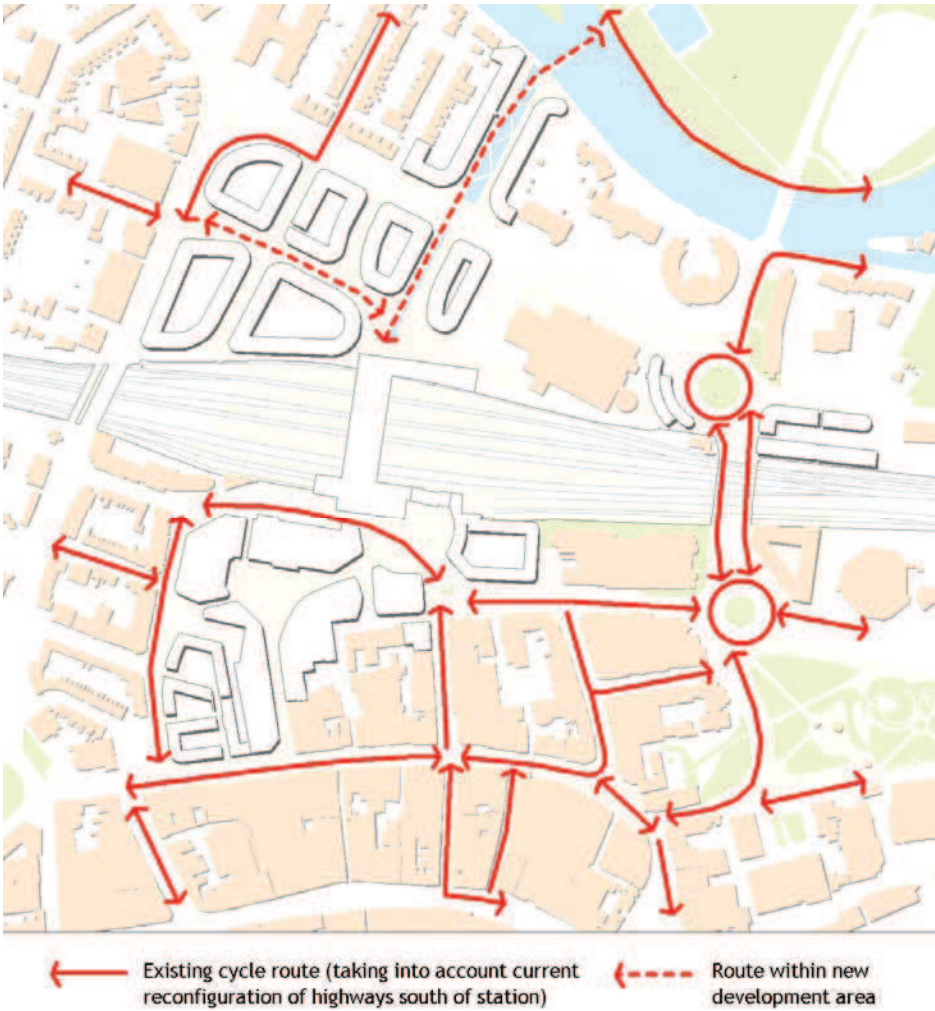 Existing cycle route (taking into account current
reconfiguration of highways south of station)
Route within new
development area